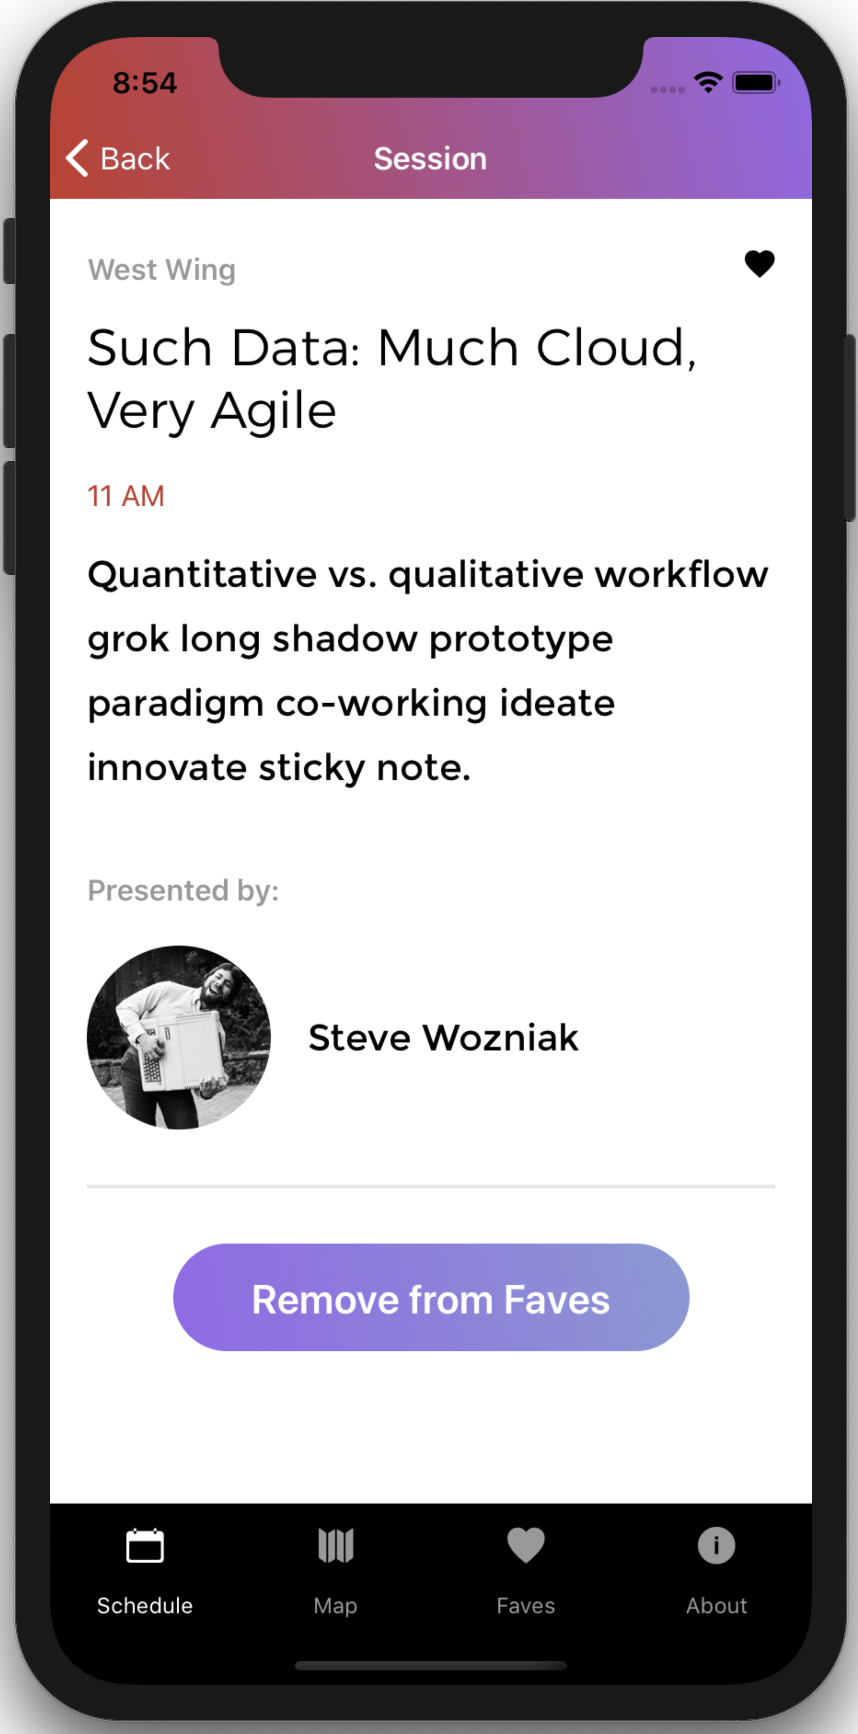 8:54
Back
Session
West Wing
Such Data: Much Cloud,
Very Agile
11 AM
Quantitative vs. qualitative workflow
grok long shadow prototype
paradigm co-working ideate
innovate sticky note.
Presented by:
Steve Wozniak
Remove from Faves
Schedule
Map
Faves
About